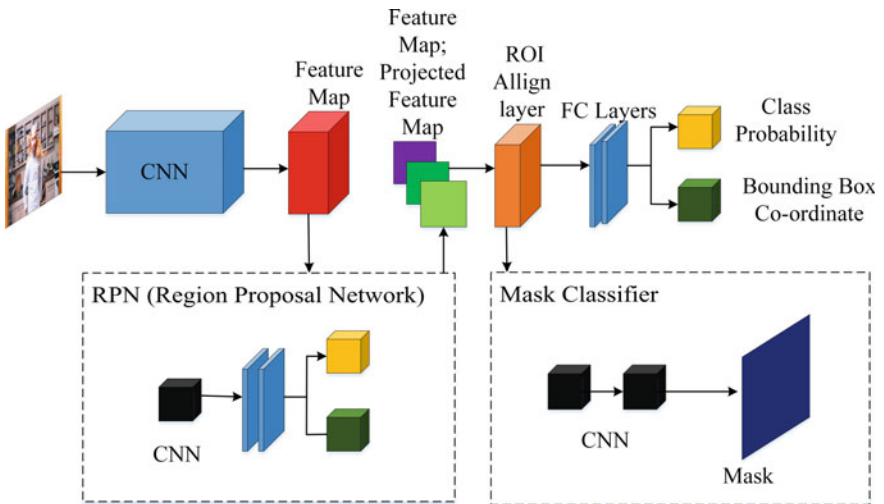 Feature
Map
Feature
Map;
Projected
Feature
Map
ROI
Allign
layer
FC Layers
Class
Probability
CNN
Bounding Box
Co-ordinate
RPN (Region Proposal Network)
CNN
Mask Classifier
CNN
Mask